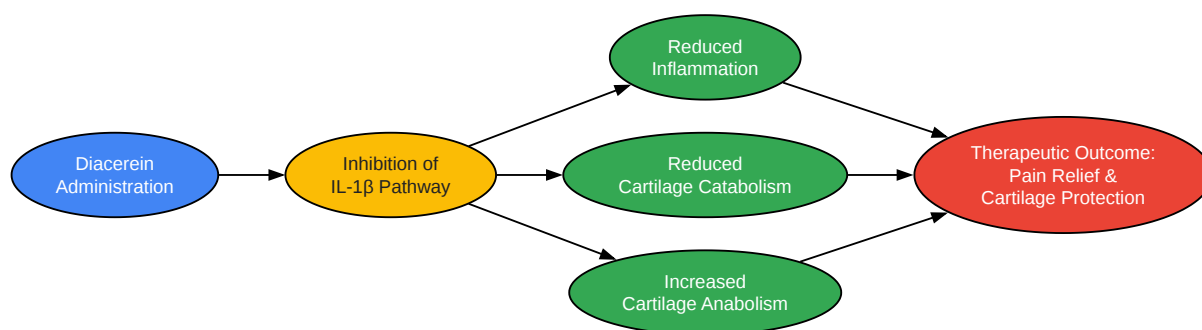 Diacerein
Administration
Inhibition of
IL-1β Pathway
Reduced
Inflammation
Reduced
Cartilage Catabolism
Increased
Cartilage Anabolism
Therapeutic Outcome:
Pain Relief &
Cartilage Protection